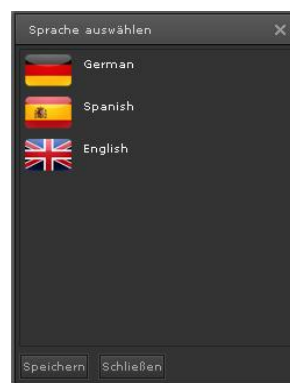 Sprache auswählen
German
Spanish
English
Speichern Schließen